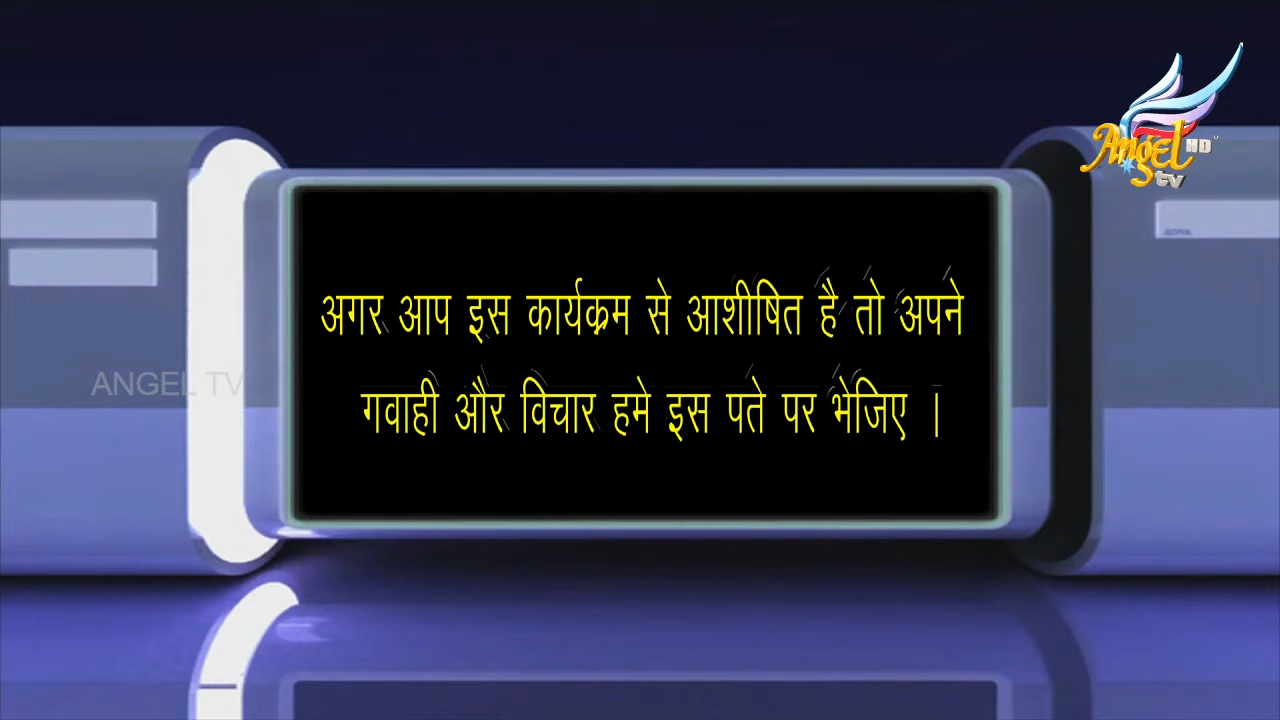 Angel HD
tv
अगर आप इस कार्यक्रम से आशीषित है तो अपने
ANGEL TV
गवाही और विचार हमे इस पते पर भेजिए ।